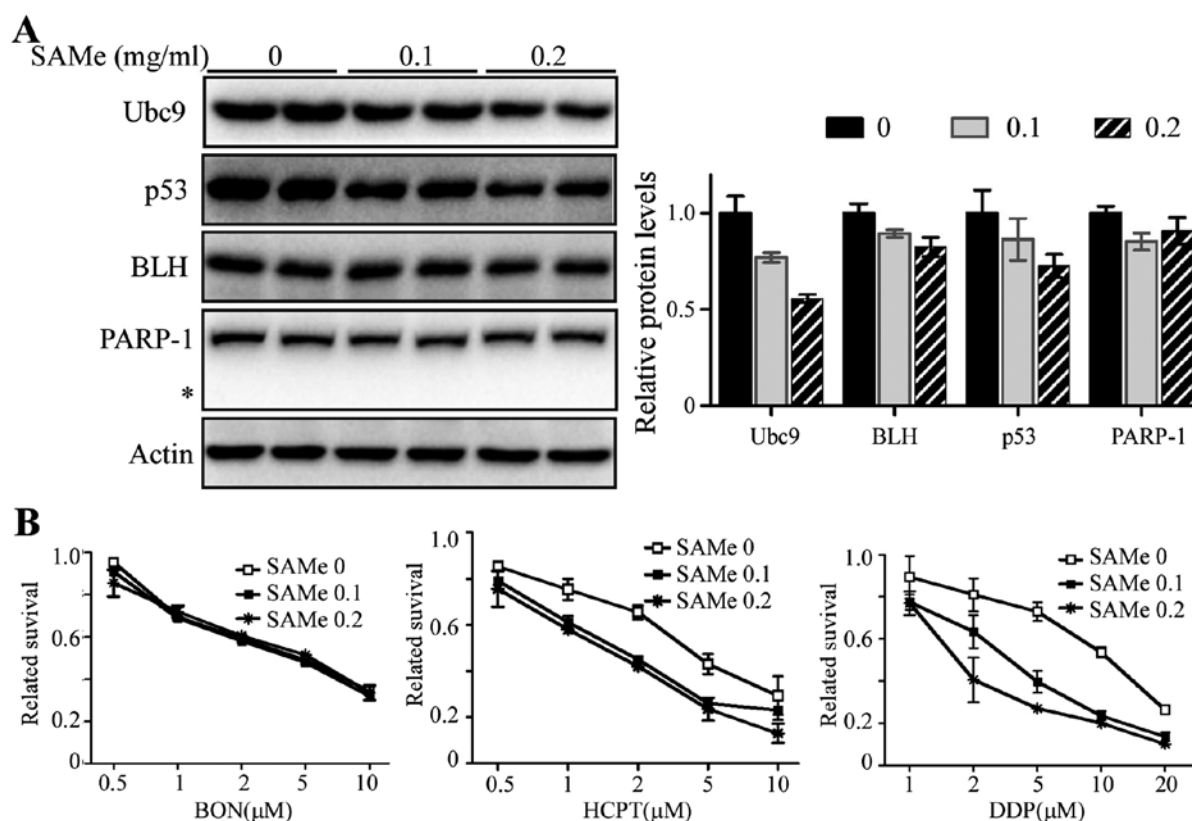 A
SAMe (mg/ml) 0 0.1 0.2
Ubc9
p53
BLH
PARP-1
*
Actin
0 0.1 0.2
Relative protein levels
1.0
0.5
0
Ubc9 BLH p53 PARP-1
B
Related suvival
1.0
0.6
0.2
0
SAMe 0
SAMe 0.1
SAMe 0.2
0.5 1 2 5 10
BON(μM)
Related suvival
1.0
0.6
0.2
0
SAMe 0
SAMe 0.1
SAMe 0.2
0.5 1 2 5 10
HCPT(μM)
Related suvival
1.0
0.6
0.2
0
SAMe 0
SAMe 0.1
SAMe 0.2
1 2 5 10 20
DDP(μM)